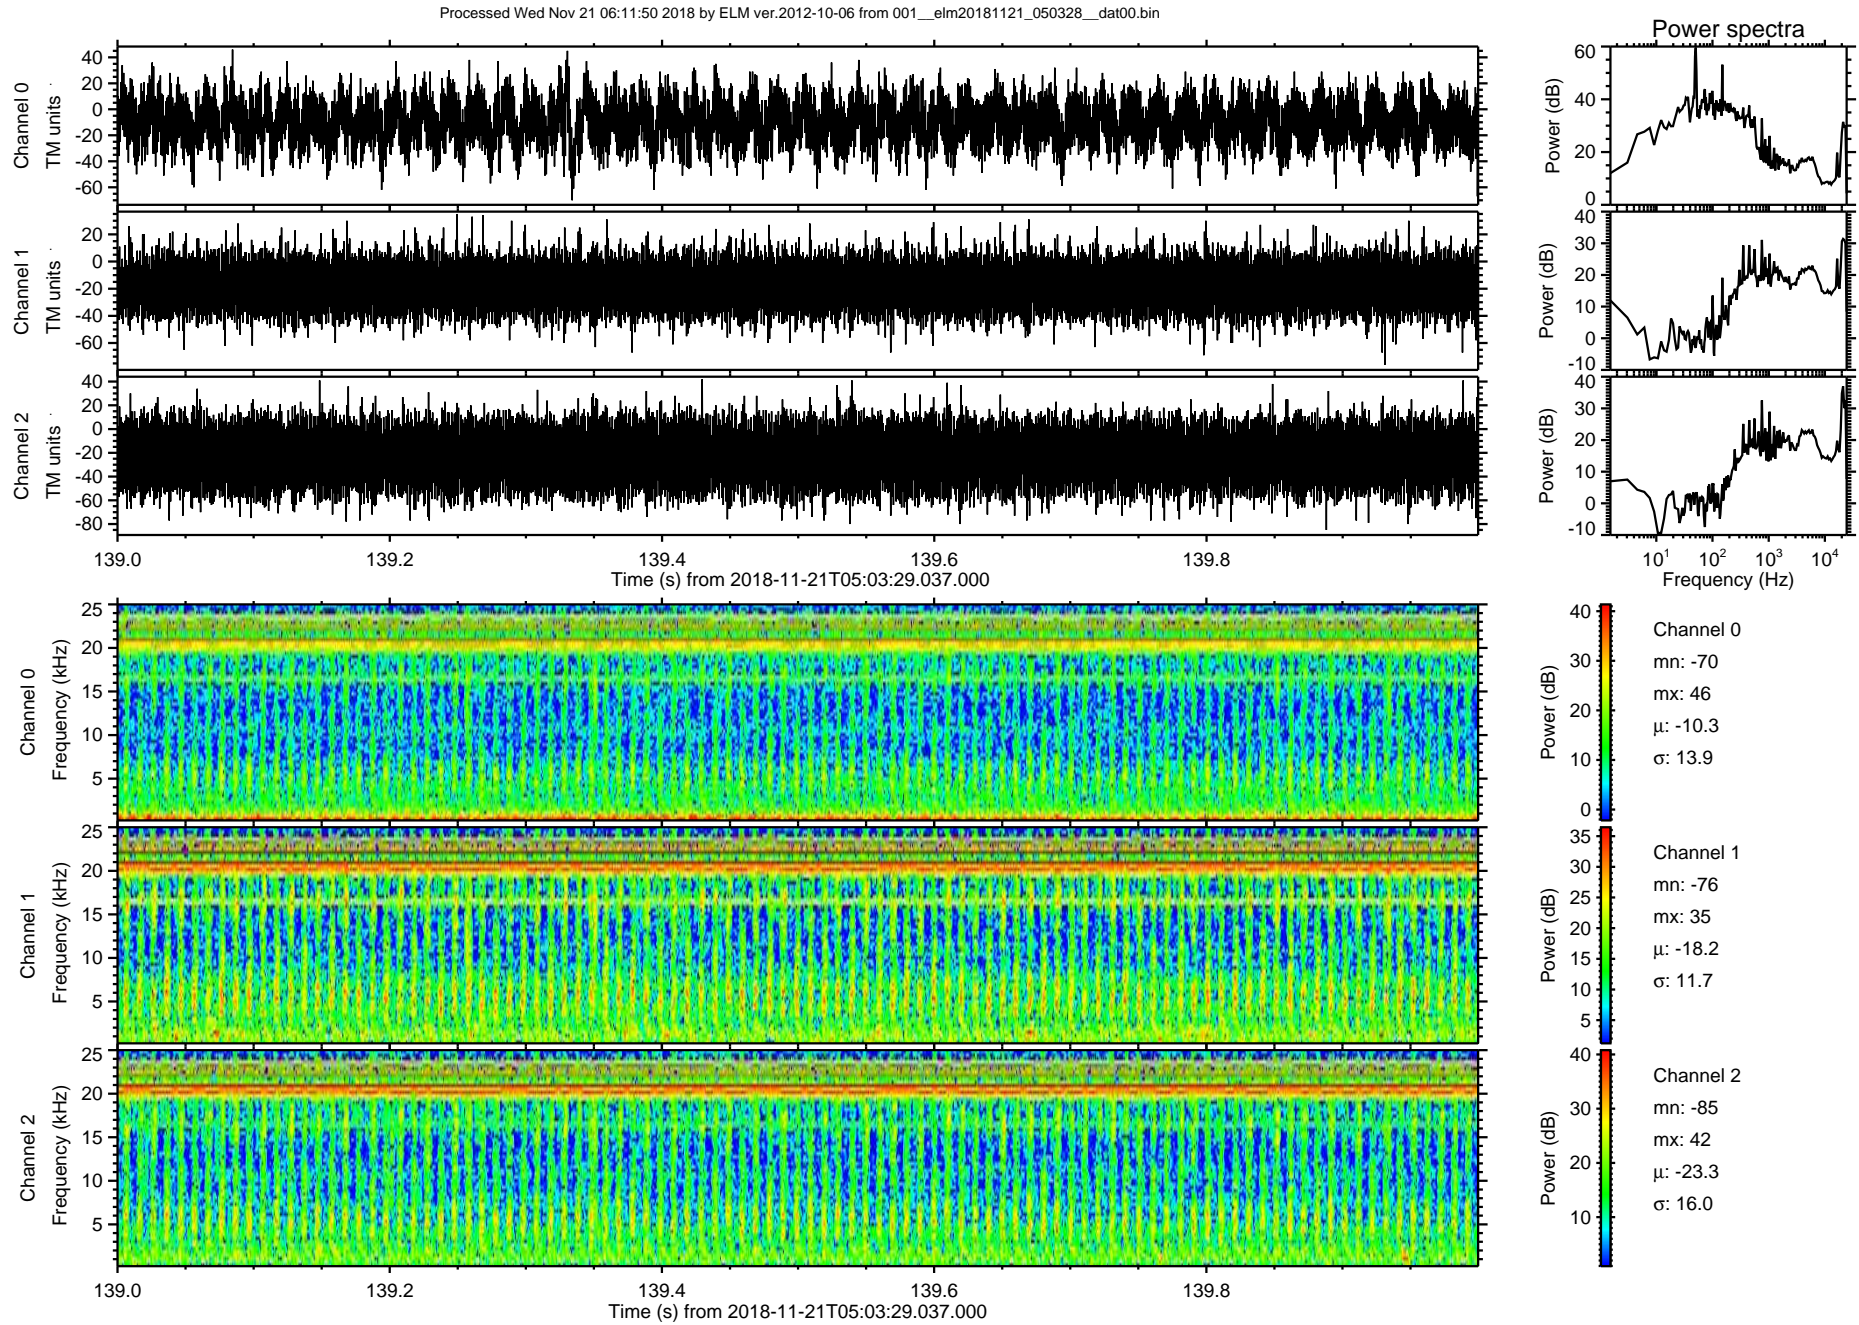 Processed Wed Nov 21 06:11:50 2018 by ELM ver.2012-10-06 from 001__elm20181121_050328__dat00.bin
Power spectra
Channel 0
TM units
40
20
0
-20
-40
-60
Power (dB)
60
40
20
0
Channel 1
TM units
20
0
-20
-40
-60
Power (dB)
40
30
20
10
0
-10
Channel 2
TM units
40
20
0
-20
-40
-60
-80
Power (dB)
40
30
20
10
0
-10
139.0 139.2 139.4 139.6 139.8
Time (s) from 2018-11-21T05:03:29.037.000
10¹ 10² 10³ 10⁴
Frequency (Hz)
Channel 0
Frequency (kHz)
25
20
15
10
5
Power (dB)
40
30
20
10
0
Channel 0
mn: -70
mx: 46
μ: -10.3
σ: 13.9
Channel 1
Frequency (kHz)
25
20
15
10
5
Power (dB)
35
30
25
20
15
10
5
Channel 1
mn: -76
mx: 35
μ: -18.2
σ: 11.7
Channel 2
Frequency (kHz)
25
20
15
10
5
Power (dB)
40
30
20
10
Channel 2
mn: -85
mx: 42
μ: -23.3
σ: 16.0
139.0 139.2 139.4 139.6 139.8
Time (s) from 2018-11-21T05:03:29.037.000